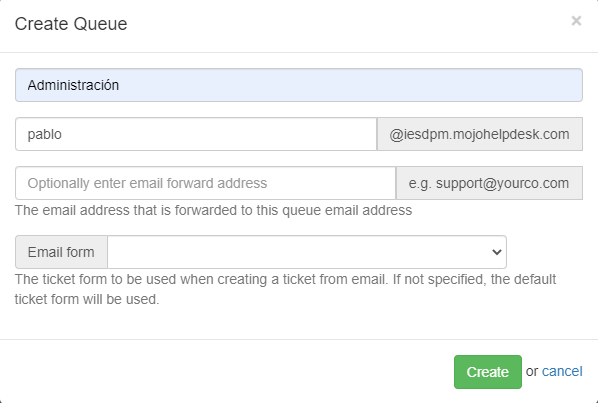 Create Queue
×
Administración
pablo @iesdpm.mojohelpdesk.com
Optionally enter email forward address e.g. support@yourco.com
The email address that is forwarded to this queue email address
Email form
The ticket form to be used when creating a ticket from email. If not specified, the default
ticket form will be used.
Create or cancel